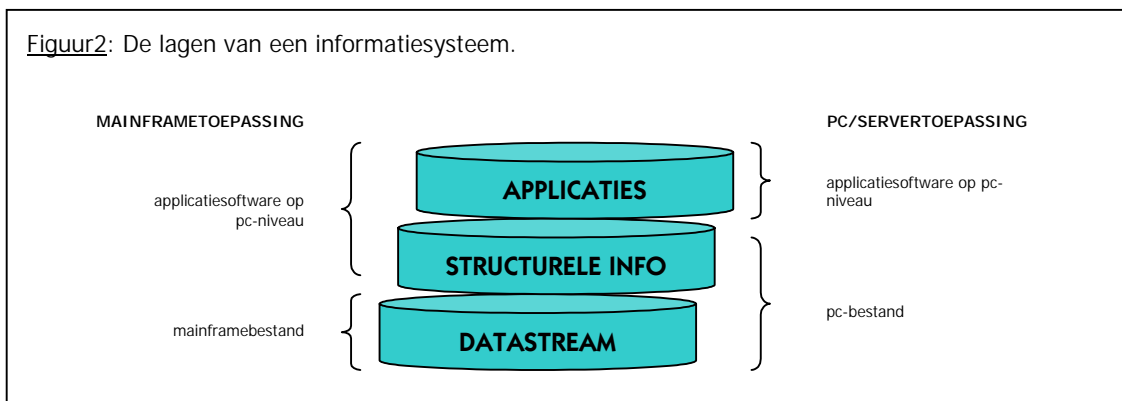 Figuur2: De lagen van een informatiesysteem.
MAINFRAMETOEPASSING
PC/SERVERTOEPASSING
applicatiesoftware op
pc-niveau
APPLICATIES
applicatiesoftware op pc-
niveau
STRUCTURELE INFO
mainframebestand
DATASTREAM
pc-bestand